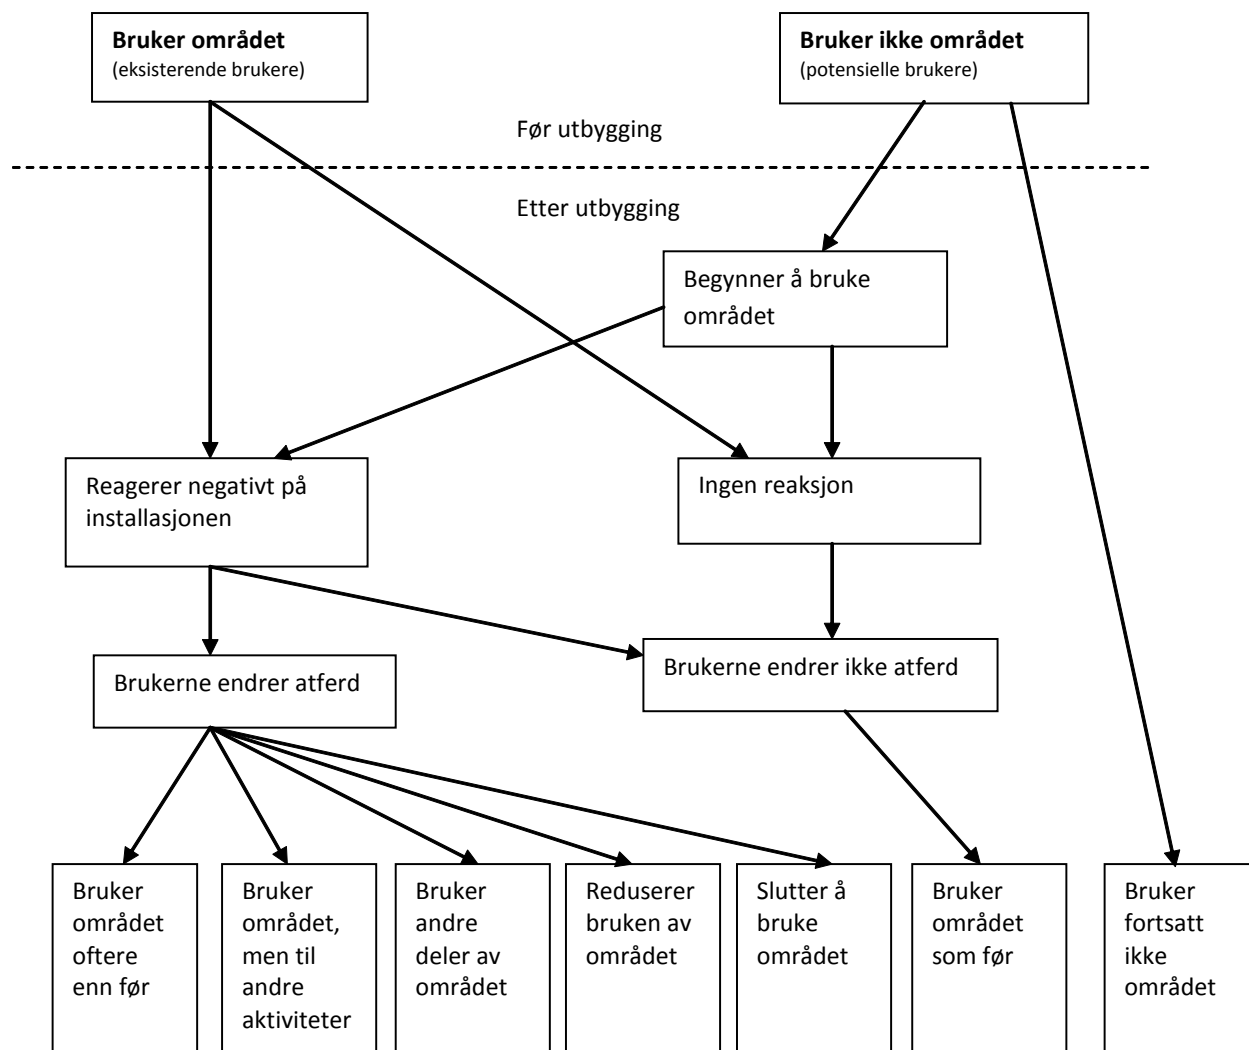 Bruker området
(eksisterende brukere)
Bruker ikke området
(potensielle brukere)
Før utbygging
Etter utbygging
Begynner å bruke
området
Reagerer negativt på
installasjonen
Ingen reaksjon
Brukerne endrer atferd
Brukerne endrer ikke atferd
Bruker
området
oftere
enn før
Bruker
området,
men til
andre
aktiviteter
Bruker
andre
deler av
området
Reduserer
bruken av
området
Slutter å
bruke
området
Bruker
området
som før
Bruker
fortsatt
ikke
området